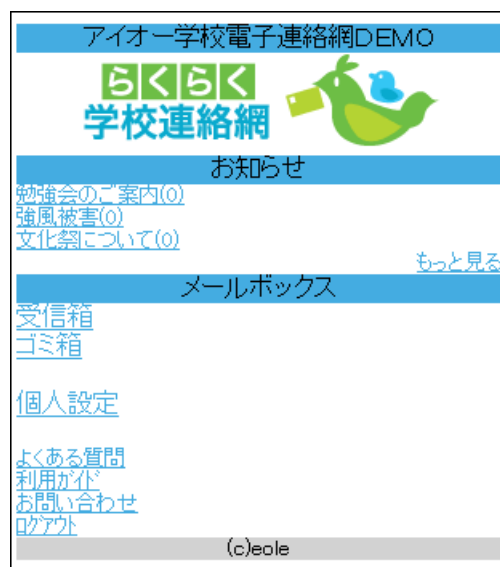 アイオー学校電子連絡網DEMO
らくらく
学校連絡網
お知らせ
勉強会のご案内(0)
強風被害(0)
文化祭について(0)
もっと見る
メールボックス
受信箱
ゴミ箱
個人設定
よくある質問
利用ｶﾞｲﾄﾞ
お問い合わせ
ﾛｸﾞｱｳﾄ
(c)eole